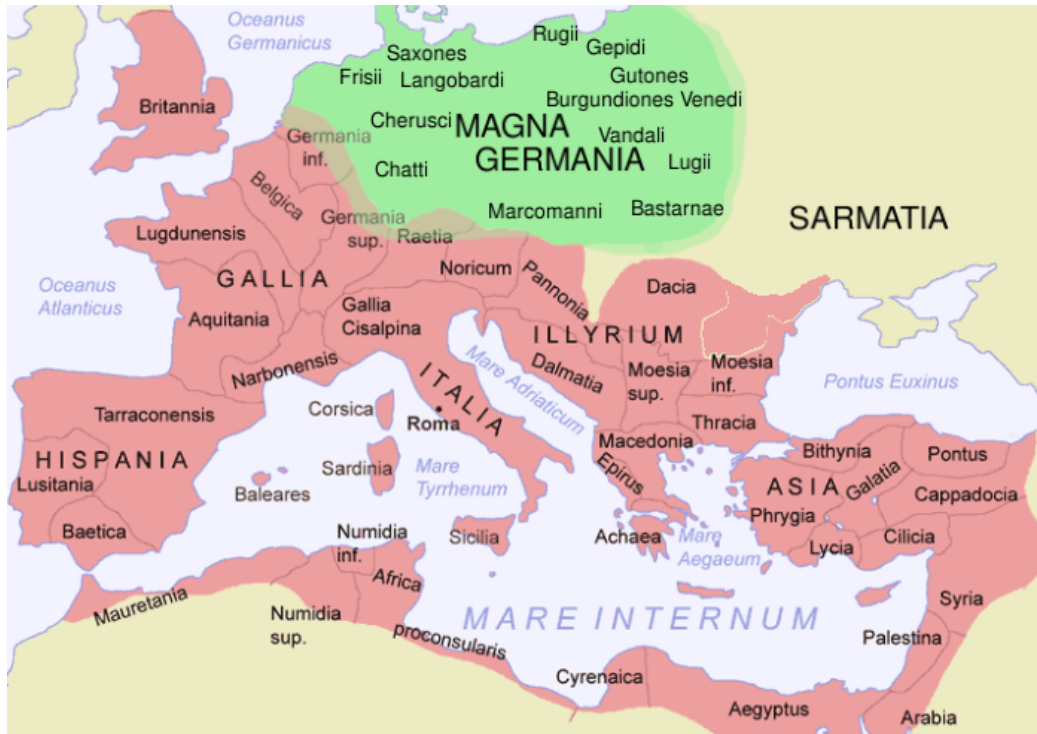 Oceanus
Germanicus
Rugii
Gepidi
Saxones
Frisii
Langobardi
Gutones
Britannia
Burgundiones Venedi
Cherusci
MAGNA
GERMANIA
Vandali
Germania
inf.
Chatti
Lugii
Belgica
Marcomanni
Bastarnae
Germania
sup.
SARMATIA
Lugdunensis
Raetia
Noricum
Pannonia
GALLIA
Oceanus
Atlanticus
Dacia
Gallia
Cisalpina
Aquitania
ILLYRIUM
Narbonensis
Mare Adriaticum
Dalmatia
Moesia
sup.
Moesia
inf.
Pontus Euxinus
ITALIA
Tarraconensis
Corsica
Roma
Thracia
Macedonia
Bithynia
Pontus
HISPANIA
Lusitania
Sardinia
Mare
Tyrrhenum
Epirus
ASIA
Galatia
Cappadocia
Baleares
Phrygia
Baetica
Numidia
inf.
Sicilia
Achaea
Mare
Aegaeum
Lycia
Cilicia
Africa
proconsularis
Mauretania
Numidia
sup.
MARE INTERNUM
Syria
Palestina
Cyrenaica
Aegyptus
Arabia